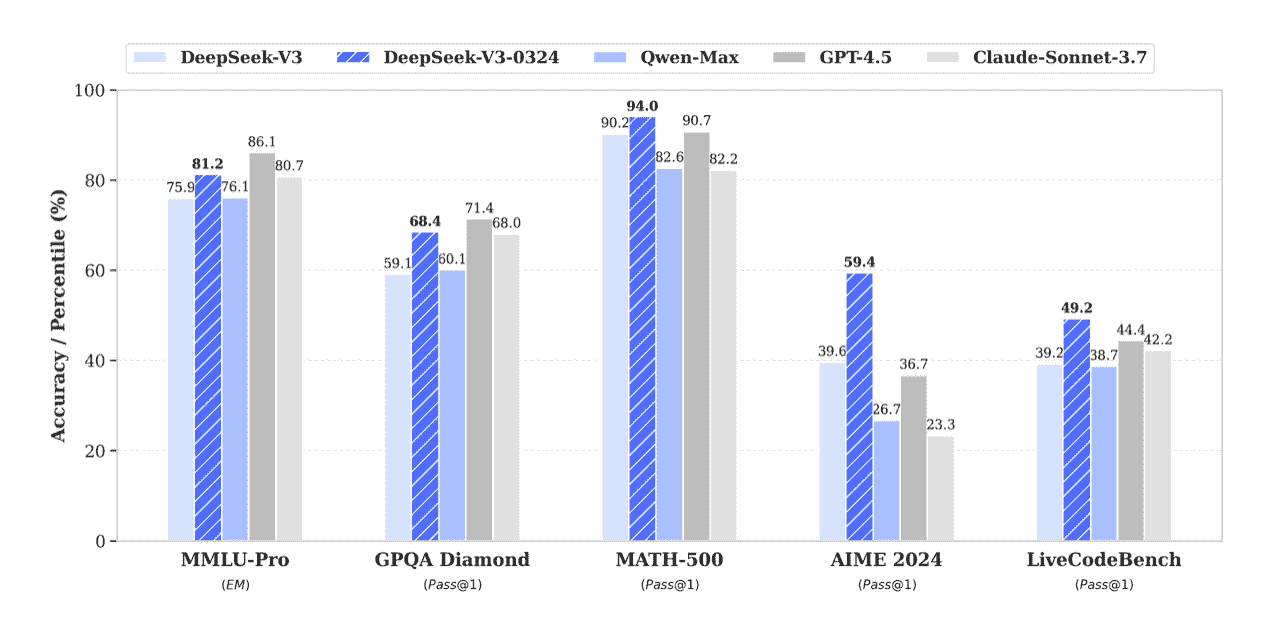 DeepSeek-V3 DeepSeek-V3-0324 Qwen-Max GPT-4.5 Claude-Sonnet-3.7
Accuracy / Percentile (%)
100
80
60
40
20
0
75.9 81.2 76.1 86.1 80.7
59.1 68.4 60.1 71.4 68.0
90.2 94.0 82.6 90.7 82.2
39.6 59.4 26.7 36.7 23.3
39.2 49.2 38.7 44.4 42.2
MMLU-Pro GPQA Diamond MATH-500 AIME 2024 LiveCodeBench
(EM) (Pass@1) (Pass@1) (Pass@1) (Pass@1)